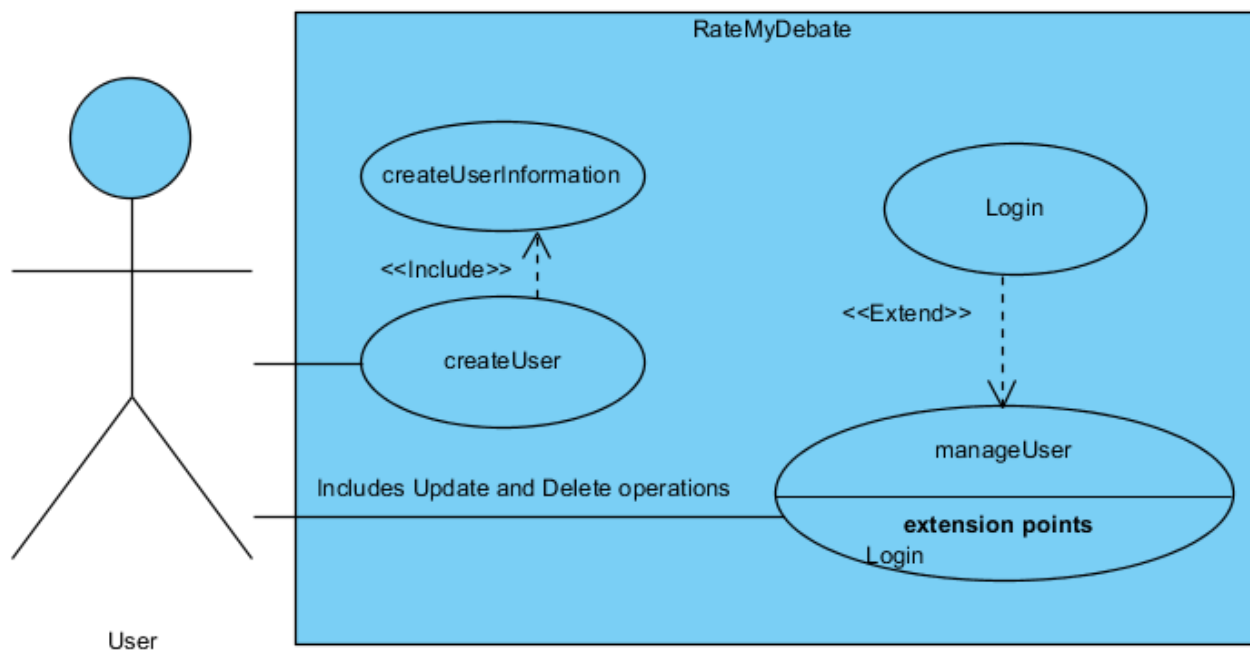 RateMyDebate
createUserInformation
Login
<<Include>>
<<Extend>>
createUser
manageUser
Includes Update and Delete operations
extension points
Login
User